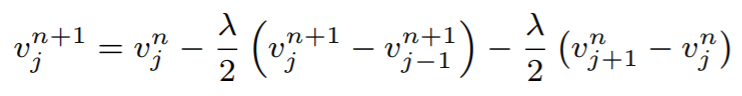 $v_j^{n+1} = v_j^n - \frac{\lambda}{2} \left( v_j^{n+1} - v_{j-1}^{n+1} \right) - \frac{\lambda}{2} \left( v_{j+1}^n - v_j^n \right)$